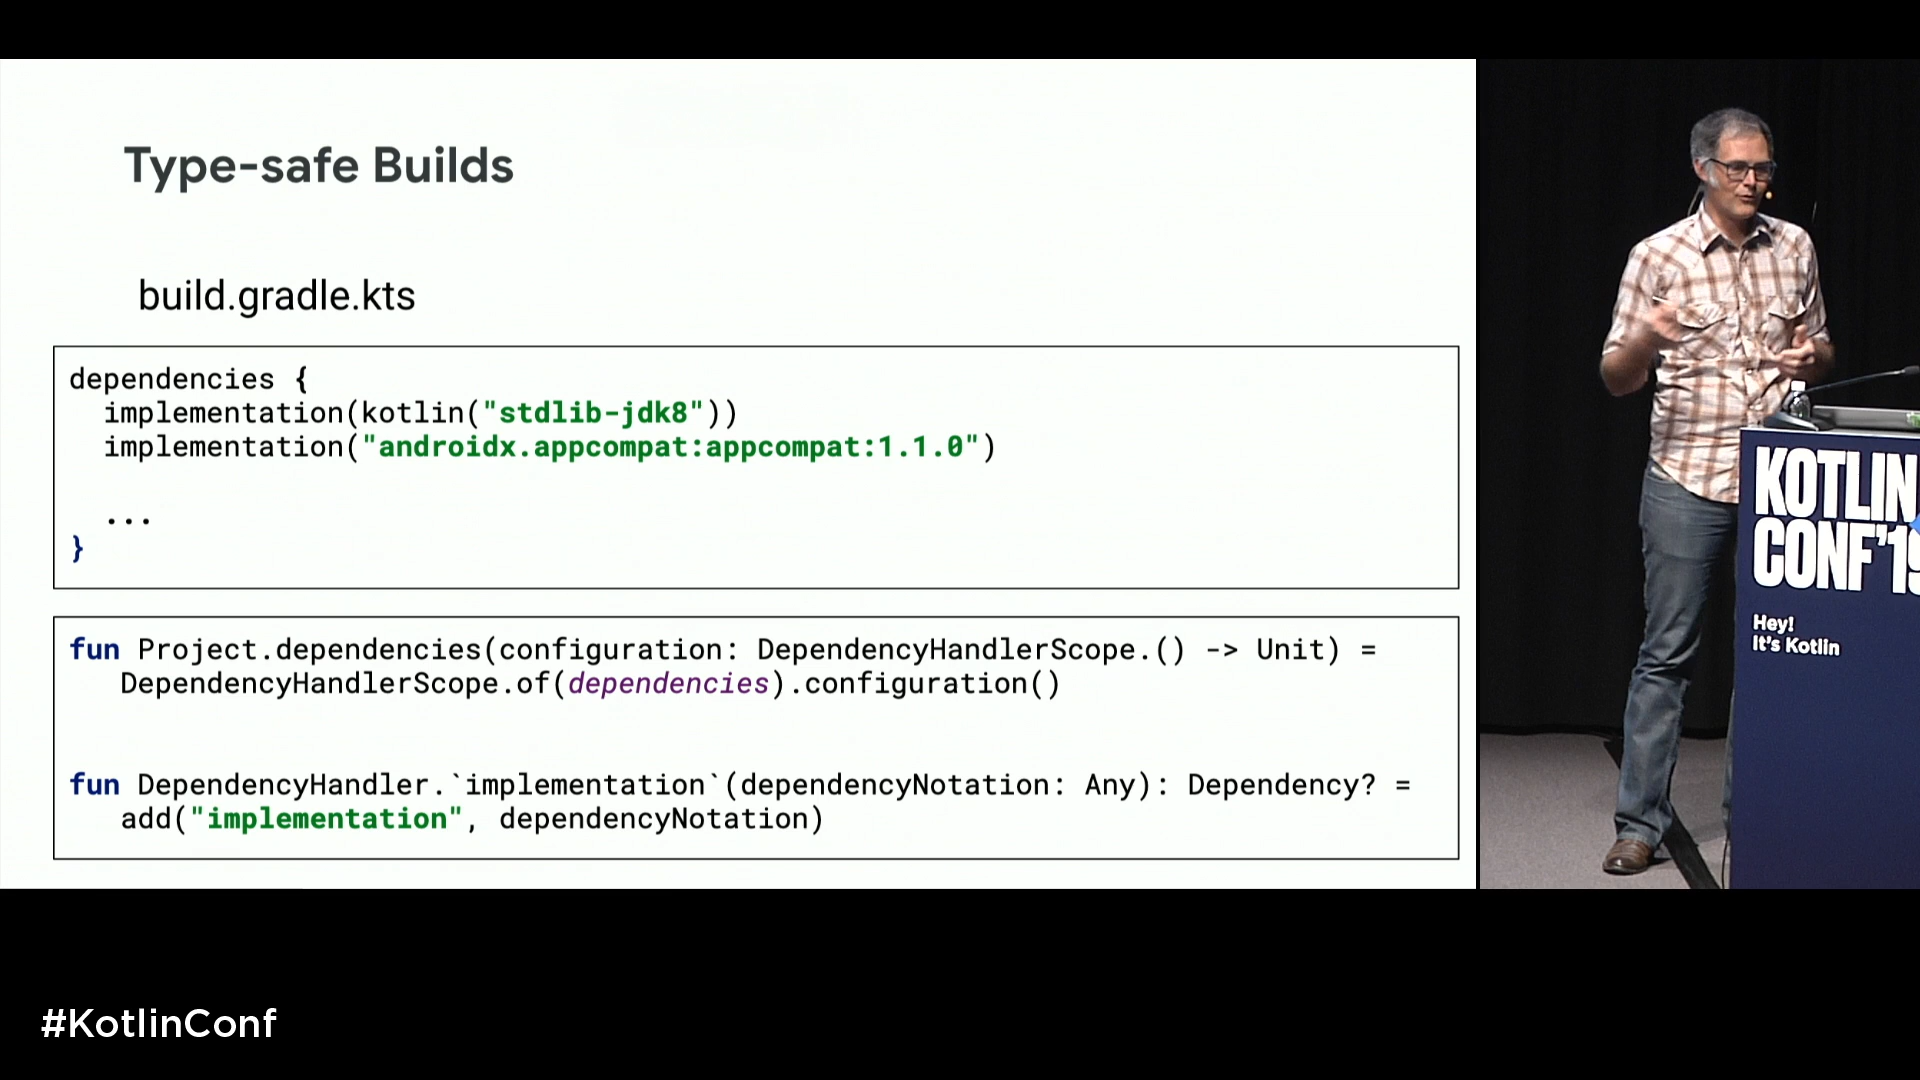 Type-safe Builds
build.gradle.kts
dependencies {
implementation(kotlin("stdlib-jdk8"))
implementation("androidx.appcompat:appcompat:1.1.0")
...
}
fun Project.dependencies(configuration: DependencyHandlerScope.() -> Unit) =
DependencyHandlerScope.of(dependencies).configuration()
fun DependencyHandler.`implementation`(dependencyNotation: Any): Dependency? =
add("implementation", dependencyNotation)
KOTLIN
CONF'19
Hey!
It's Kotlin
#KotlinConf